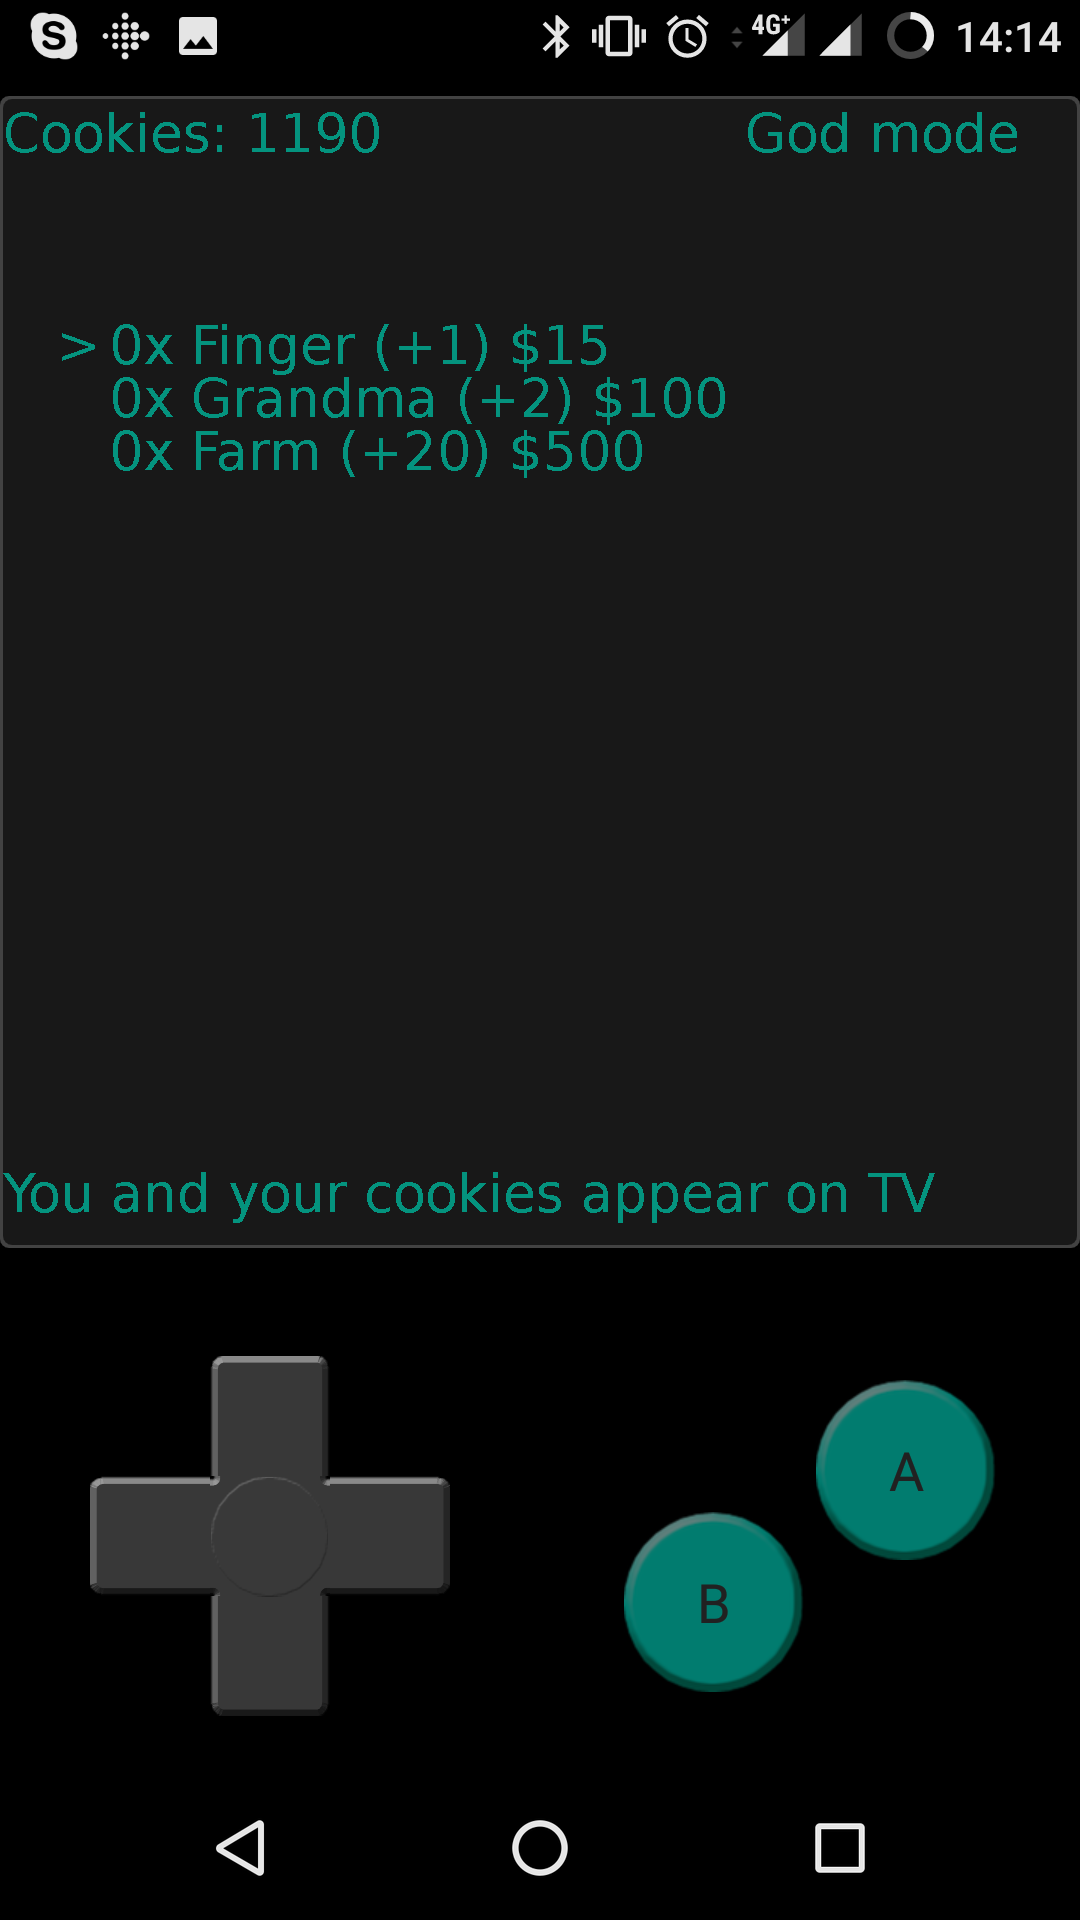 4G+ 14:14
Cookies: 1190 God mode
> 0x Finger (+1) $15
0x Grandma (+2) $100
0x Farm (+20) $500
You and your cookies appear on TV
A
B